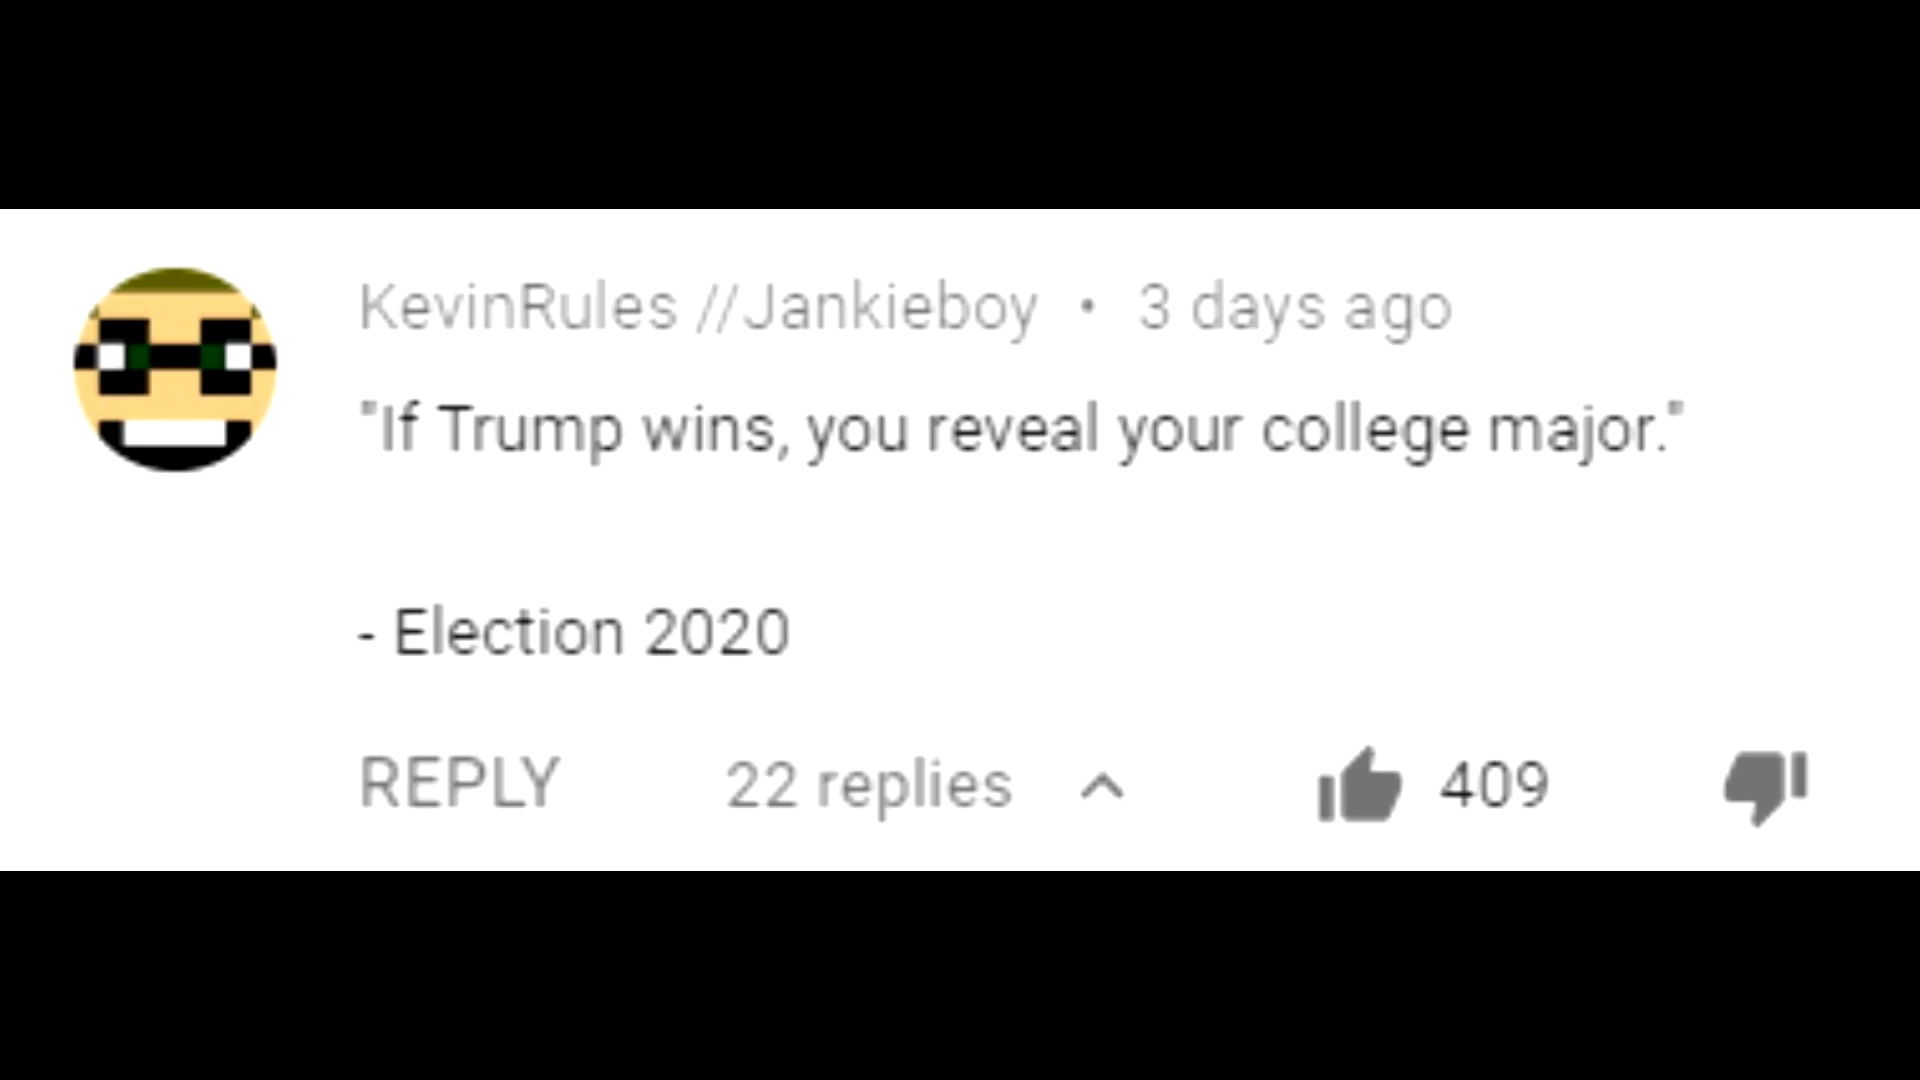 KevinRules //Jankieboy • 3 days ago
"If Trump wins, you reveal your college major."
- Election 2020
REPLY 22 replies 409